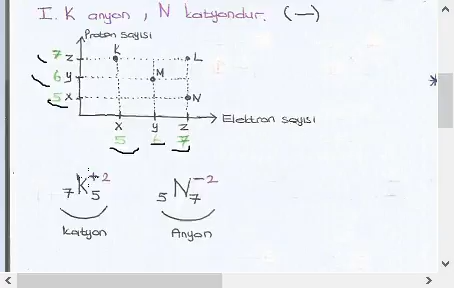 I. K anyon, N katyondur. (—)
Proton sayısı
K
7 z L
6 y M
5 x N
x y z Elektron sayısı
5 6 7
₇K₅⁺² ₅N₇⁻²
Katyon Anyon